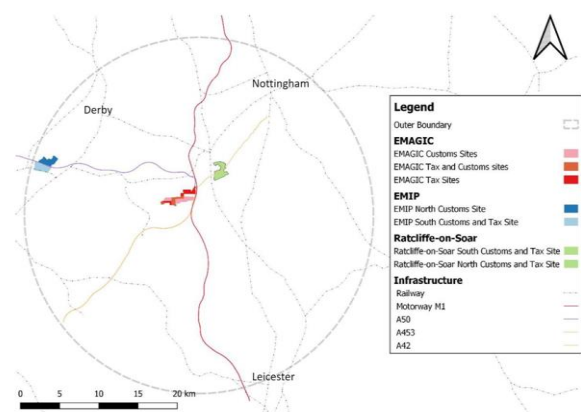 Nottingham
Derby
Leicester
0 5 10 15 20 km
Legend
Outer Boundary
EMAGIC
EMAGIC Customs Sites
EMAGIC Tax and Customs sites
EMAGIC Tax Sites
EMIP
EMIP North Customs Site
EMIP South Customs and Tax Site
Ratcliffe-on-Soar
Ratcliffe-on-Soar South Customs and Tax Site
Ratcliffe-on-Soar North Customs and Tax Site
Infrastructure
Railway
Motorway M1
A50
A453
A42